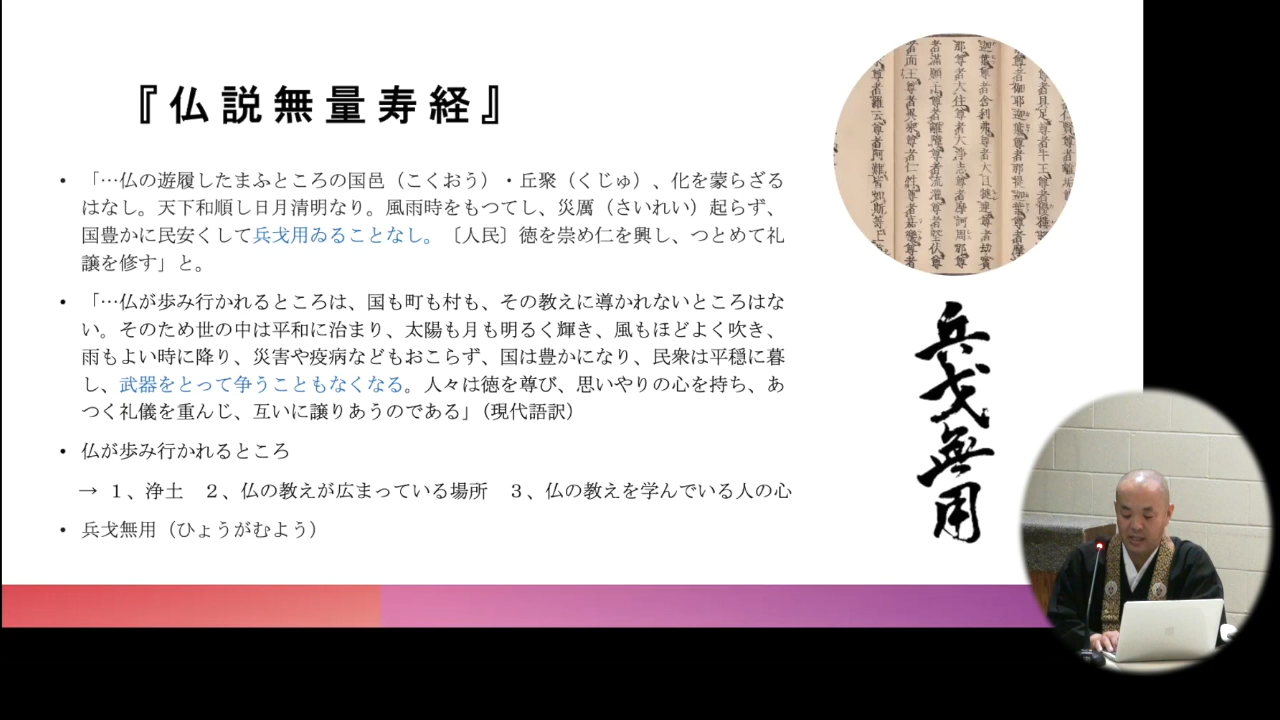 『仏説無量寿経』
• 「…仏の遊履したまふところの国邑（こくおう）・丘聚（くじゅ）、化を蒙らざる
はなし。天下和順し日月清明なり。風雨時をもつてし、災厲（さいれい）起らず、
国豊かに民安くして兵戈用ゐることなし。〔人民〕徳を崇め仁を興し、つとめて礼
譲を修す」と。
• 「…仏が歩み行かれるところは、国も町も村も、その教えに導かれないところはな
い。そのため世の中は平和に治まり、太陽も月も明るく輝き、風もほどよく吹き、
雨もよい時に降り、災害や疫病などもおこらず、国は豊かになり、民衆は平穏に暮
し、武器をとって争うこともなくなる。人々は徳を尊び、思いやりの心を持ち、あ
つく礼儀を重んじ、互いに譲りあうのである」（現代語訳）
• 仏が歩み行かれるところ
→ １、浄土　２、仏の教えが広まっている場所　３、仏の教えを学んでいる人の心
• 兵戈無用（ひょうがむよう）
兵戈無用